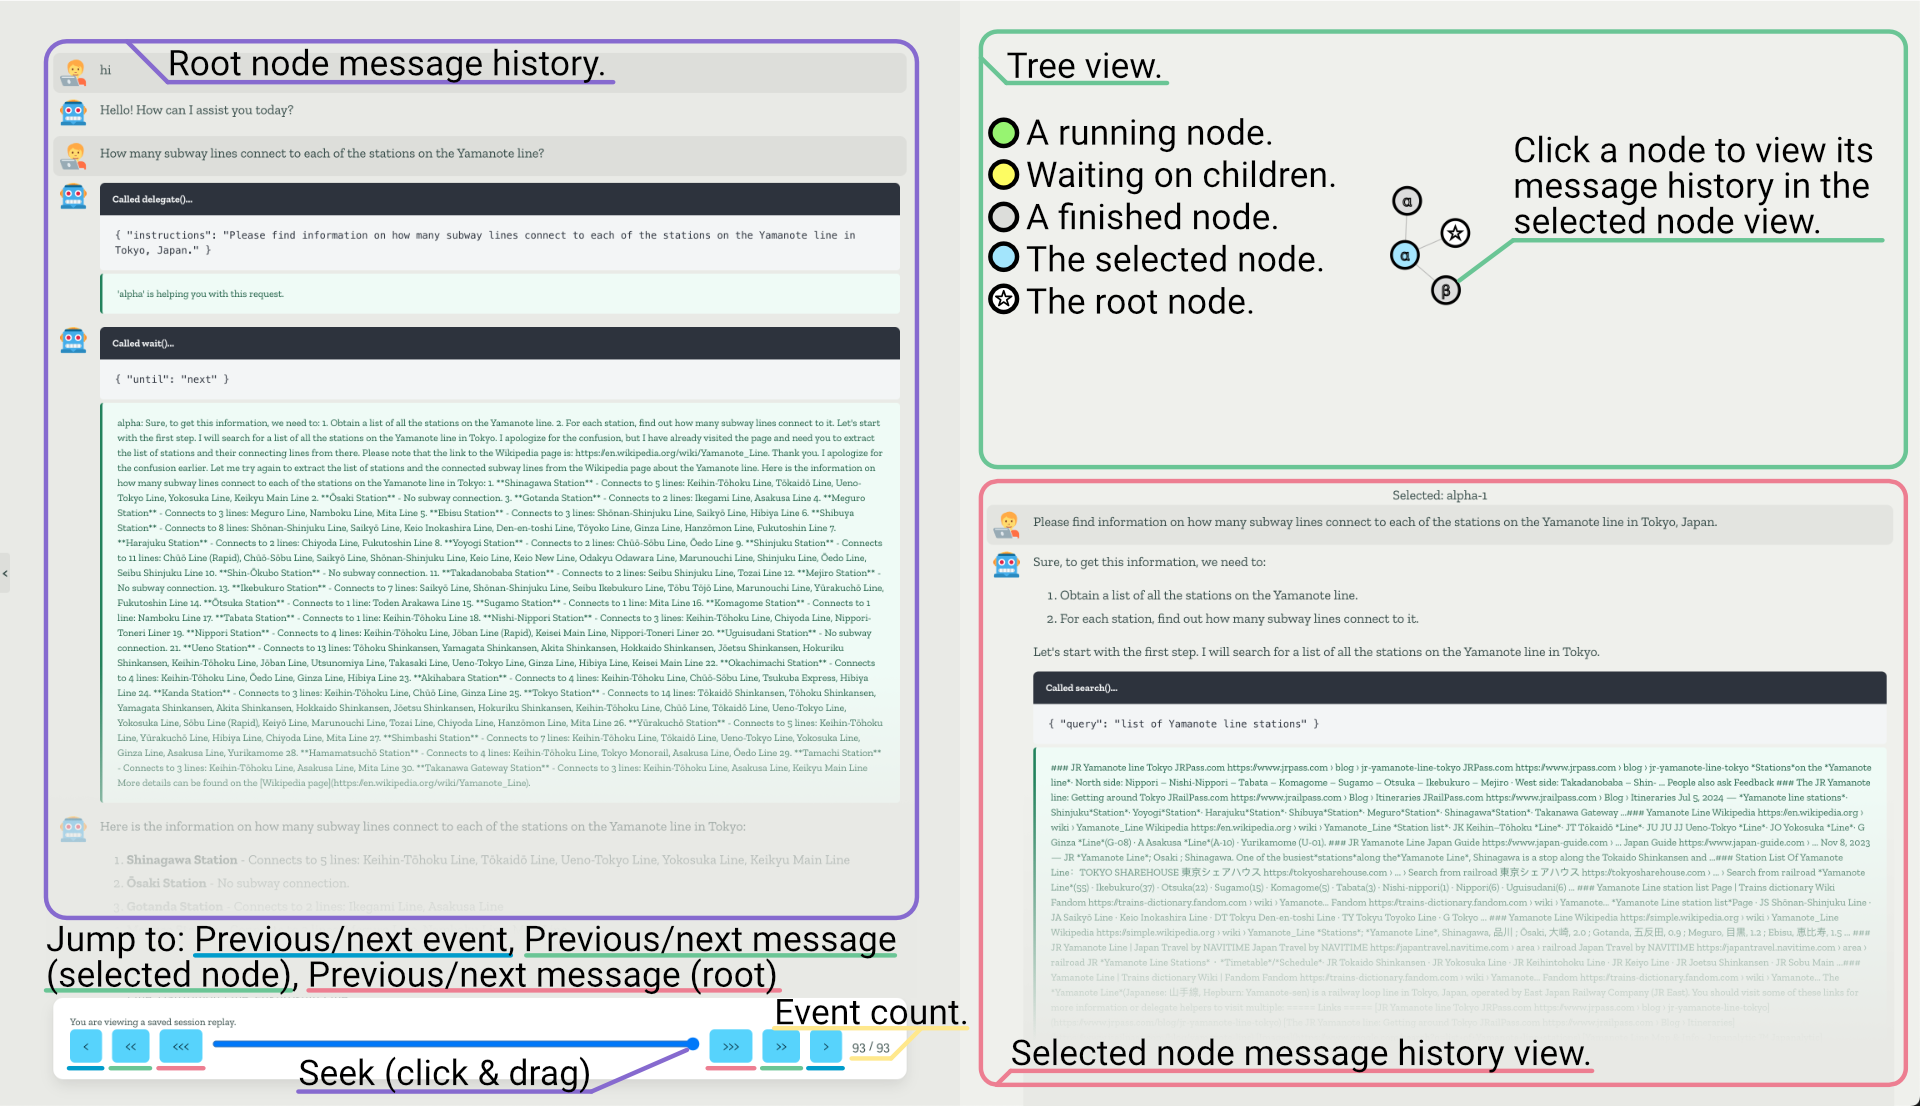 Root node message history.
hi
Hello! How can I assist you today?
How many subway lines connect to each of the stations on the Yamanote line?
Called delegate()...
{ "instructions": "Please find information on how many subway lines connect to each of the stations on the Yamanote line in
Tokyo, Japan." }
'alpha' is helping you with this request.
Called wait()...
{ "until": "next" }
alpha: Sure, to get this information, we need to: 1. Obtain a list of all the stations on the Yamanote line. 2. For each station, find out how many subway lines connect to it. Let's start
with the first step. I will search for a list of all the stations on the Yamanote line in Tokyo. I apologize for the confusion, but I have already visited the page and need you to extract
the list of stations and their connecting lines from there. Please note that the link to the Wikipedia page is: https://en.wikipedia.org/wiki/Yamanote_Line. Thank you. I apologize for
the confusion earlier. Let me try again to extract the list of stations and the connected subway lines from the Wikipedia page about the Yamanote line. Here is the information on
how many subway lines connect to each of the stations on the Yamanote line in Tokyo: 1. **Shinagawa Station** - Connects to 5 lines: Keihin-Tōhoku Line, Tōkaidō Line, Ueno-
Tokyo Line, Yokosuka Line, Keikyu Main Line 2. **Ōsaki Station** - No subway connection. 3. **Gotanda Station** - Connects to 2 lines: Ikegami Line, Asakusa Line 4. **Meguro
Station** - Connects to 3 lines: Meguro Line, Namboku Line, Mita Line 5. **Ebisu Station** - Connects to 3 lines: Shōnan-Shinjuku Line, Saikyō Line, Hibiya Line 6. **Shibuya
Station** - Connects to 8 lines: Shōnan-Shinjuku Line, Saikyō Line, Keio Inokashira Line, Den-en-toshi Line, Tōyoko Line, Ginza Line, Hanzōmon Line, Fukutoshin Line 7.
**Harajuku Station** - Connects to 2 lines: Chiyoda Line, Fukutoshin Line 8. **Yoyogi Station** - Connects to 2 lines: Chūō-Sōbu Line, Ōedo Line 9. **Shinjuku Station** - Connects
to 11 lines: Chūō Line (Rapid), Chūō-Sōbu Line, Saikyō Line, Shōnan-Shinjuku Line, Keio Line, Keio New Line, Odakyu Odawara Line, Marunouchi Line, Shinjuku Line, Ōedo Line,
Seibu Shinjuku Line 10. **Shin-Ōkubo Station** - No subway connection. 11. **Takadanobaba Station** - Connects to 2 lines: Seibu Shinjuku Line, Tozai Line 12. **Mejiro Station** -
No subway connection. 13. **Ikebukuro Station** - Connects to 7 lines: Saikyō Line, Shōnan-Shinjuku Line, Seibu Ikebukuro Line, Tōbu Tōjō Line, Marunouchi Line, Yūrakuchō Line,
Fukutoshin Line 14. **Ōtsuka Station** - Connects to 1 line: Toden Arakawa Line 15. **Sugamo Station** - Connects to 1 line: Mita Line 16. **Komagome Station** - Connects to 1
line: Namboku Line 17. **Tabata Station** - Connects to 1 line: Keihin-Tōhoku Line 18. **Nishi-Nippori Station** - Connects to 3 lines: Keihin-Tōhoku Line, Chiyoda Line, Nippori-
Toneri Liner 19. **Nippori Station** - Connects to 4 lines: Keihin-Tōhoku Line, Jōban Line (Rapid), Keisei Main Line, Nippori-Toneri Liner 20. **Uguisudani Station** - No subway
connection. 21. **Ueno Station** - Connects to 13 lines: Tōhoku Shinkansen, Yamagata Shinkansen, Akita Shinkansen, Hokkaido Shinkansen, Jōetsu Shinkansen, Hokuriku
Shinkansen, Keihin-Tōhoku Line, Jōban Line, Utsunomiya Line, Takasaki Line, Ueno-Tokyo Line, Ginza Line, Hibiya Line, Keisei Main Line 22. **Okachimachi Station** - Connects
to 4 lines: Keihin-Tōhoku Line, Ōedo Line, Ginza Line, Hibiya Line 23. **Akihabara Station** - Connects to 4 lines: Keihin-Tōhoku Line, Chūō-Sōbu Line, Tsukuba Express, Hibiya
Line 24. **Kanda Station** - Connects to 3 lines: Keihin-Tōhoku Line, Chūō Line, Ginza Line 25. **Tokyo Station** - Connects to 14 lines: Tōkaidō Shinkansen, Tōhoku Shinkansen,
Yamagata Shinkansen, Akita Shinkansen, Hokkaido Shinkansen, Jōetsu Shinkansen, Hokuriku Shinkansen, Keihin-Tōhoku Line, Chūō Line, Tōkaidō Line, Ueno-Tokyo Line,
Yokosuka Line, Sōbu Line (Rapid), Keiyō Line, Marunouchi Line, Tozai Line, Chiyoda Line, Hanzōmon Line, Mita Line 26. **Yūrakuchō Station** - Connects to 5 lines: Keihin-Tōhoku
Line, Yūrakuchō Line, Hibiya Line, Chiyoda Line, Mita Line 27. **Shimbashi Station** - Connects to 7 lines: Keihin-Tōhoku Line, Tōkaidō Line, Ueno-Tokyo Line, Yokosuka Line,
Ginza Line, Asakusa Line, Yurikamome 28. **Hamamatsuchō Station** - Connects to 4 lines: Keihin-Tōhoku Line, Tokyo Monorail, Asakusa Line, Ōedo Line 29. **Tamachi Station**
- Connects to 3 lines: Keihin-Tōhoku Line, Asakusa Line, Mita Line 30. **Takanawa Gateway Station** - Connects to 3 lines: Keihin-Tōhoku Line, Asakusa Line, Keikyu Main Line
More details can be found on the [Wikipedia page](https://en.wikipedia.org/wiki/Yamanote_Line).
Here is the information on how many subway lines connect to each of the stations on the Yamanote line in Tokyo:
1. Shinagawa Station - Connects to 5 lines: Keihin-Tōhoku Line, Tōkaidō Line, Ueno-Tokyo Line, Yokosuka Line, Keikyu Main Line
2. Ōsaki Station - No subway connection.
3. Gotanda Station - Connects to 2 lines: Ikegami Line, Asakusa Line
Jump to: Previous/next event, Previous/next message
(selected node), Previous/next message (root)
You are viewing a saved session replay.
Event count.
< << <<< >>> >> > 93 / 93
Seek (click & drag)
<
Tree view.
A running node.
Waiting on children.
A finished node.
The selected node.
The root node.
Click a node to view its
message history in the
selected node view.
α
α
β
Selected: alpha-1
Please find information on how many subway lines connect to each of the stations on the Yamanote line in Tokyo, Japan.
Sure, to get this information, we need to:
1. Obtain a list of all the stations on the Yamanote line.
2. For each station, find out how many subway lines connect to it.
Let's start with the first step. I will search for a list of all the stations on the Yamanote line in Tokyo.
Called search()...
{ "query": "list of Yamanote line stations" }
### JR Yamanote line Tokyo JRPass.com https://www.jrpass.com › blog › jr-yamanote-line-tokyo JRPass.com https://www.jrpass.com › blog › jr-yamanote-line-tokyo *Stations*on the *Yamanote
line*· North side: Nippori – Nishi-Nippori – Tabata – Komagome – Sugamo – Otsuka – Ikebukuro – Mejiro · West side: Takadanobaba – Shin- ... People also ask Feedback ### The JR Yamanote
line: Getting around Tokyo JRailPass.com https://www.jrailpass.com › Blog › Itineraries JRailPass.com https://www.jrailpass.com › Blog › Itineraries Jul 5, 2024 — *Yamanote line stations*·
Shinjuku*Station*· Yoyogi*Station*· Harajuku*Station*· Shibuya*Station*· Meguro*Station*· Shinagawa*Station*· Takanawa Gateway ...### Yamanote Line Wikipedia https://en.wikipedia.org ›
wiki › Yamanote_Line Wikipedia https://en.wikipedia.org › wiki › Yamanote_Line *Station list*· JK Keihin–Tōhoku *Line*· JT Tōkaidō *Line*· JU JU JJ Ueno-Tokyo *Line*· JO Yokosuka *Line*· G
Ginza *Line*(G-08) · A Asakusa *Line*(A-10) · Yurikamome (U-01). ### JR Yamanote Line Japan Guide https://www.japan-guide.com › ... Japan Guide https://www.japan-guide.com › ... Nov 8, 2023
— JR *Yamanote Line*; Osaki ; Shinagawa. One of the busiest*stations*along the*Yamanote Line*, Shinagawa is a stop along the Tokaido Shinkansen and ...### Station List Of Yamanote
Line： TOKYO SHAREHOUSE 東京シェアハウス https://tokyosharehouse.com › ... › Search from railroad 東京シェアハウス https://tokyosharehouse.com › ... › Search from railroad *Yamanote
Line*(55) · Ikebukuro(37) · Otsuka(22) · Sugamo(15) · Komagome(5) · Tabata(3) · Nishi-nippori(1) · Nippori(6) · Uguisudani(6) ... ### Yamanote Line station list Page | Trains dictionary Wiki
Fandom https://trains-dictionary.fandom.com › wiki › Yamanote... Fandom https://trains-dictionary.fandom.com › wiki › Yamanote... *Yamanote Line station list*Page · JS Shōnan-Shinjuku Line ·
JA Saikyō Line · Keio Inokashira Line · DT Tokyu Den-en-toshi Line · TY Tokyu Toyoko Line · G Tokyo ... ### Yamanote Line Wikipedia https://simple.wikipedia.org › wiki › Yamanote_Line
Wikipedia https://simple.wikipedia.org › wiki › Yamanote_Line *Stations*; *Yamanote Line*, Shinagawa, 品川 ; Ōsaki, 大崎, 2.0 ; Gotanda, 五反田, 0.9 ; Meguro, 目黒, 1.2 ; Ebisu, 恵比寿, 1.5 ... ###
JR Yamanote Line | Japan Travel by NAVITIME Japan Travel by NAVITIME https://japantravel.navitime.com › area › railroad Japan Travel by NAVITIME https://japantravel.navitime.com › area ›
railroad JR *Yamanote Line Stations* · *Timetable*/*Schedule* · JR Tokaido Shinkansen · JR Yokosuka Line · JR Keihintohoku Line · JR Keiyo Line · JR Joetsu Shinkansen · JR Sobu Main ...###
Yamanote Line | Trains dictionary Wiki | Fandom Fandom https://trains-dictionary.fandom.com › wiki › Yamanote... Fandom https://trains-dictionary.fandom.com › wiki › Yamanote... The
*Yamanote Line*(Japanese: 山手線, Hepburn: Yamanote-sen) is a railway loop line in Tokyo, Japan, operated by East Japan Railway Company (JR East). You should visit some of these links for
more information or delegate helpers to visit multiple
Selected node message history view.